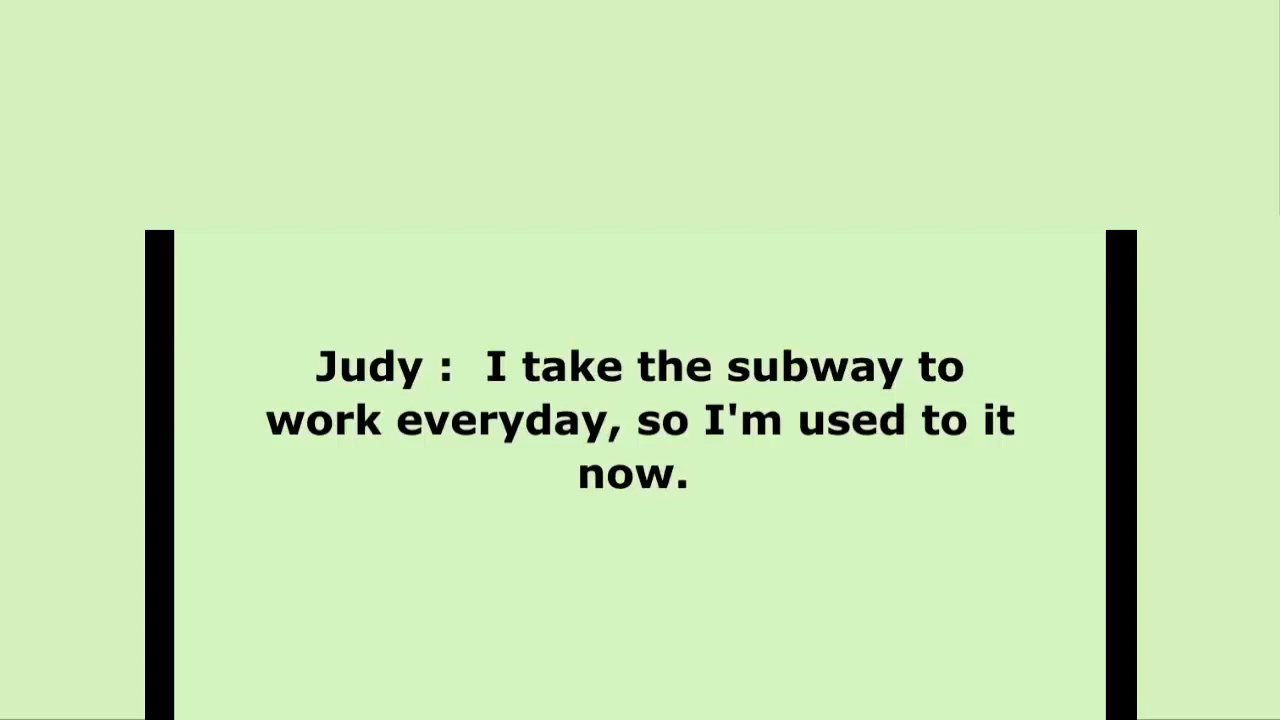 Judy :  I take the subway to
work everyday, so I'm used to it
now.